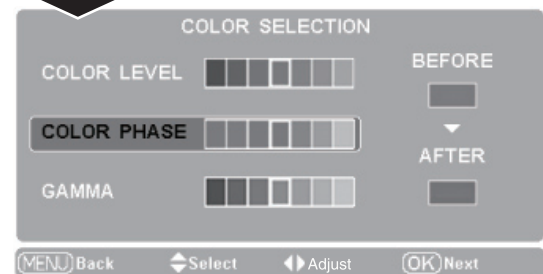 COLOR SELECTION
COLOR LEVEL
BEFORE
COLOR PHASE
AFTER
GAMMA
MENU Back Select Adjust OK Next